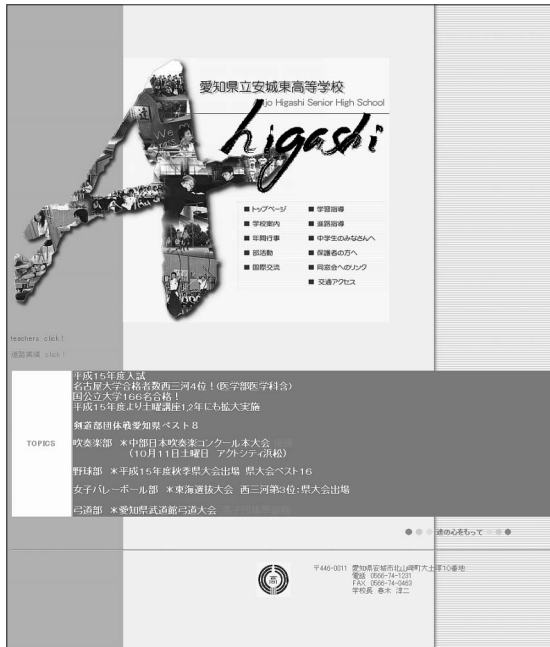 愛知県立安城東高等学校
jo Higashi Senior High School
higashi
■トップページ
■学校案内
■年間行事
■部活動
■国際交流
■学習指導
■進路指導
■中学生のみなさんへ
■保護者の方へ
■同窓会へのリンク
■交通アクセス
teachers click!
進路実績 click!
TOPICS
平成15年度入試
名古屋大学合格者数西三河4位！(医学部医学科含)
国公立大学166名合格！
平成15年度より土曜講座1,2年にも拡大実施
剣道部団体戦愛知県ベスト8
吹奏楽部 ＊中部日本吹奏楽コンクール本大会
(10月11日土曜日 アクトシティ浜松)
野球部 ＊平成15年度秋季県大会出場 県大会ベスト16
女子バレーボール部 ＊東海選抜大会 西三河第3位:県大会出場
弓道部 ＊愛知県武道館弓道大会
達の心をもって
高
〒446-0011 愛知県安城市北山崎町大土塚10番地
電話 0566-74-1231
FAX 0566-74-0463
学校長 春木 淳二